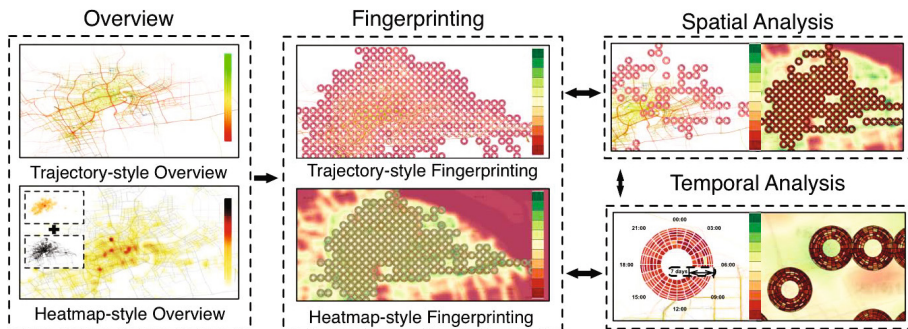 Overview
Fingerprinting
Spatial Analysis
Trajectory-style Overview
Trajectory-style Fingerprinting
Temporal Analysis
00:00
21:00
03:00
18:00
7 days
06:00
15:00
09:00
12:00
Heatmap-style Overview
Heatmap-style Fingerprinting